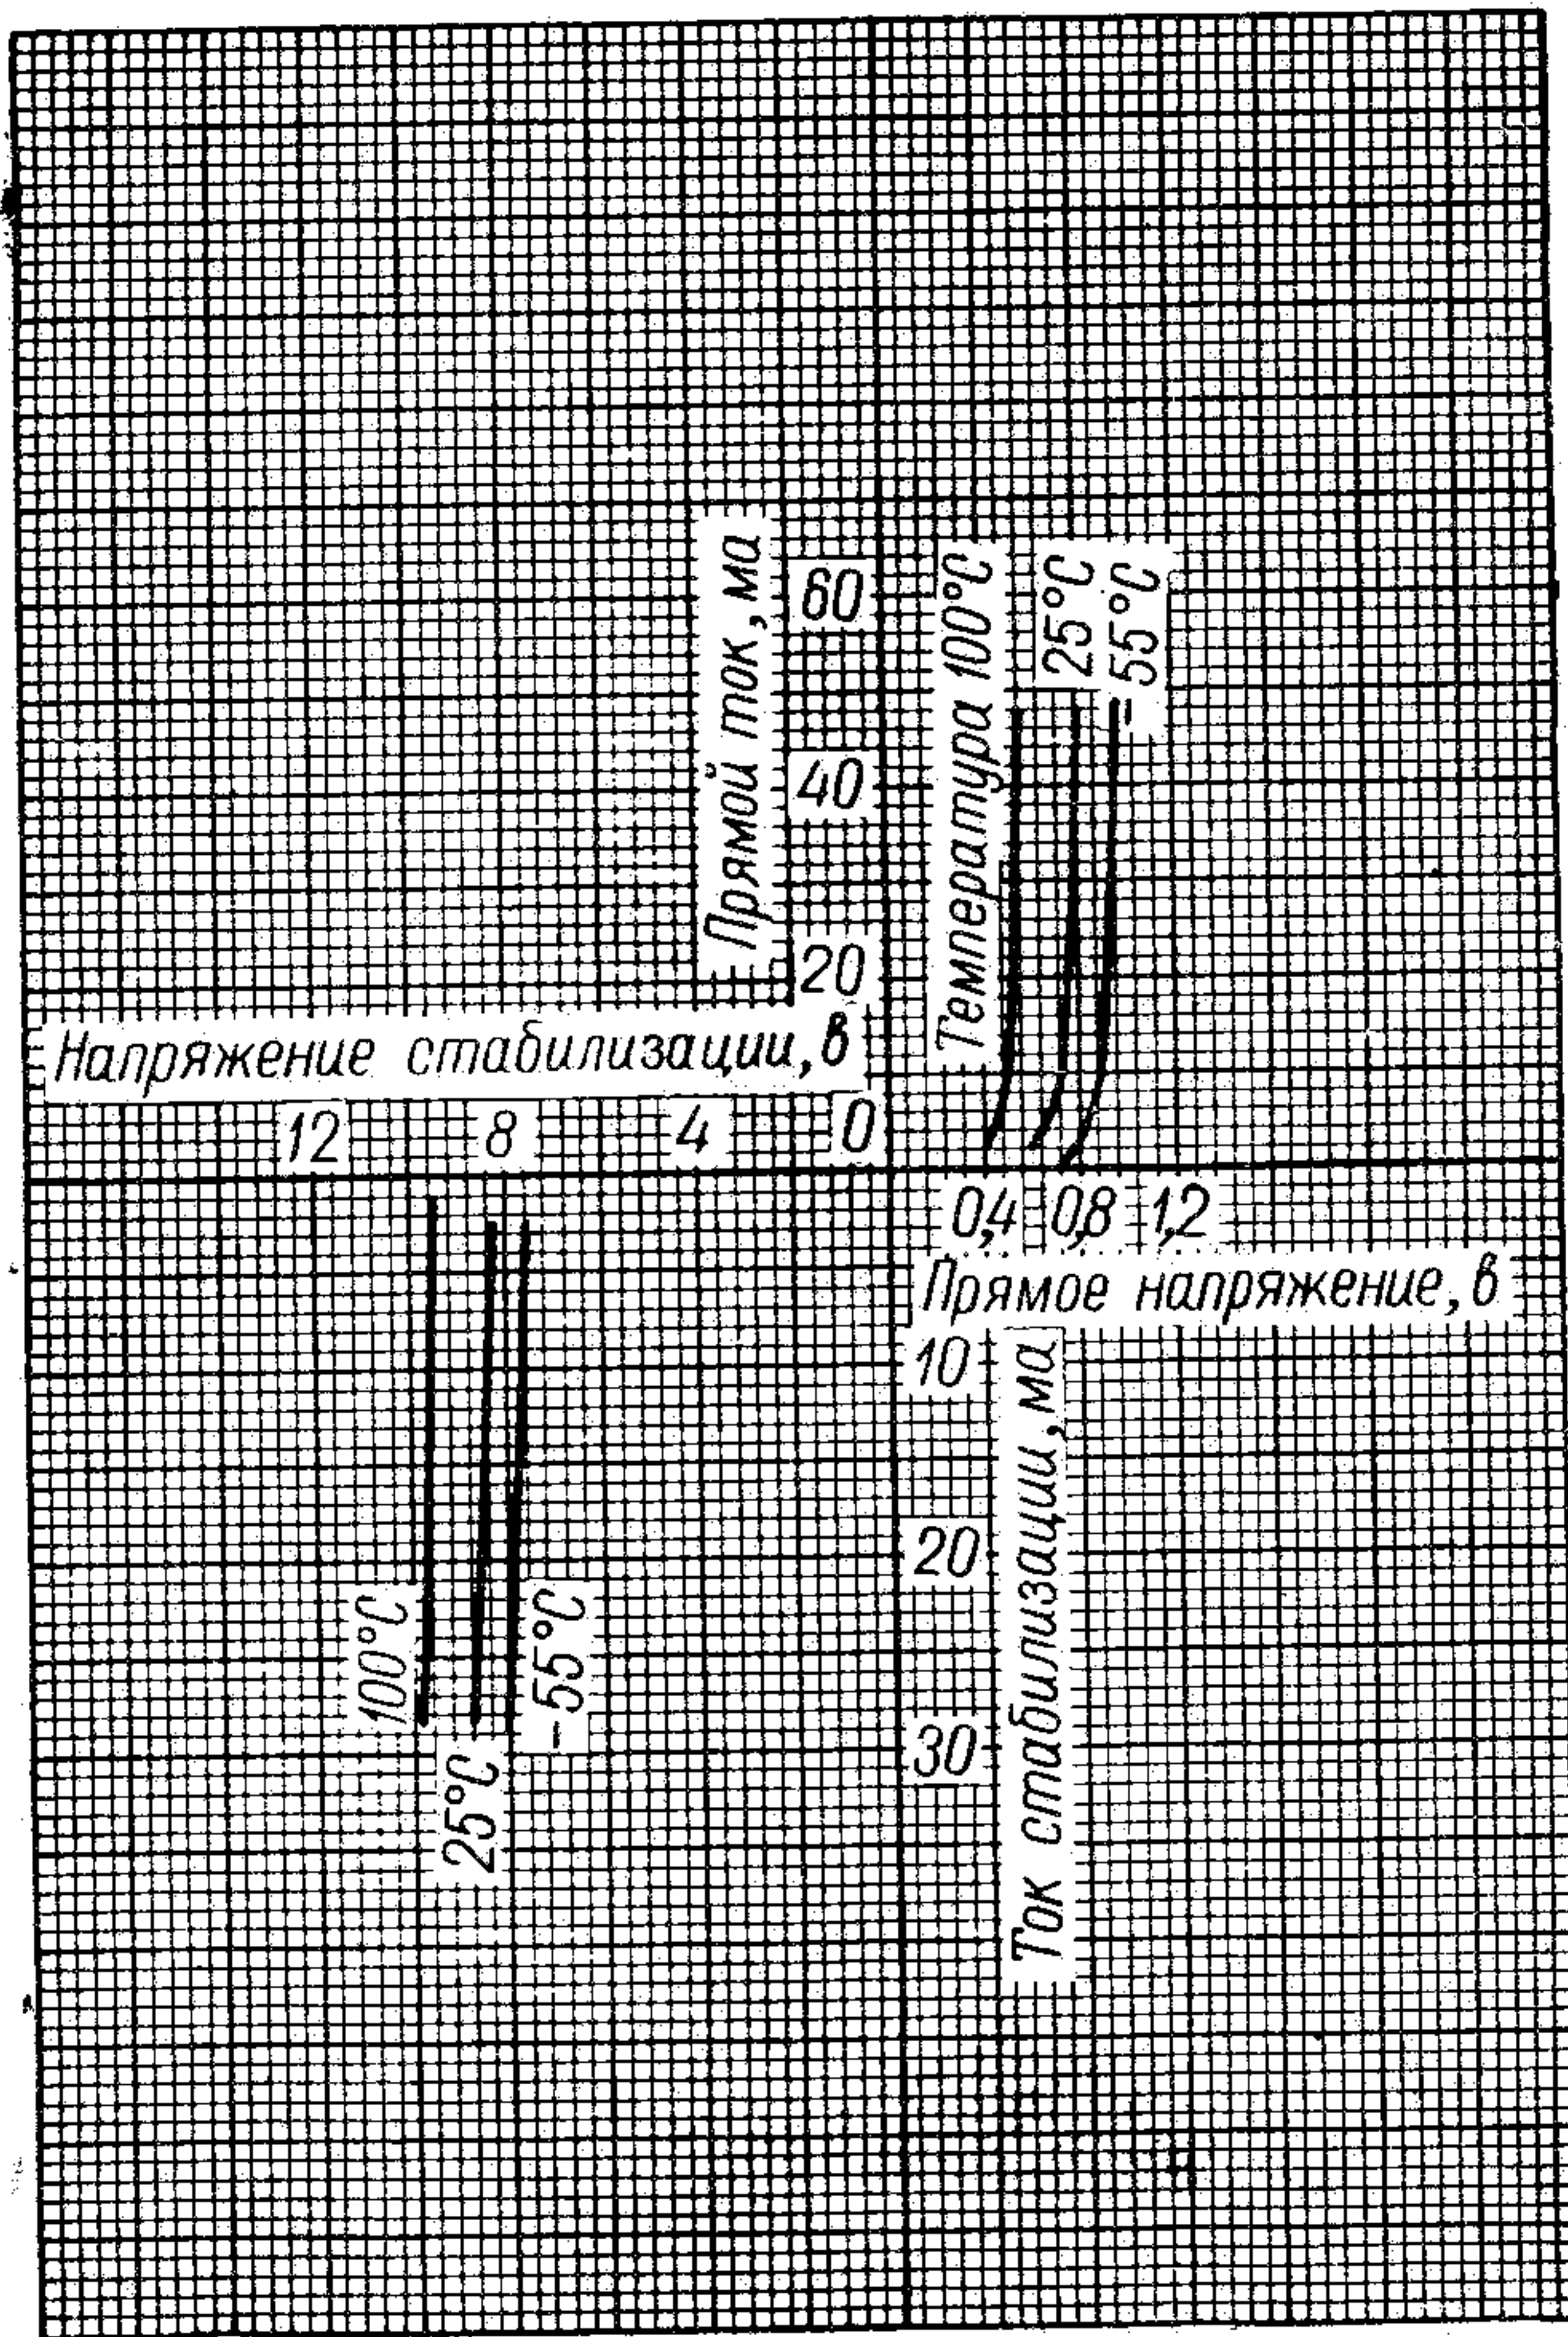 Прямой ток, ма
60
40
20
Температура 100°С
25°С
-55°С
Напряжение стабилизации, в
12 8 4 0
0,4 0,8 1,2
Прямое напряжение, в
10
20
30
Ток стабилизации, ма
100°С
25°С
-55°С